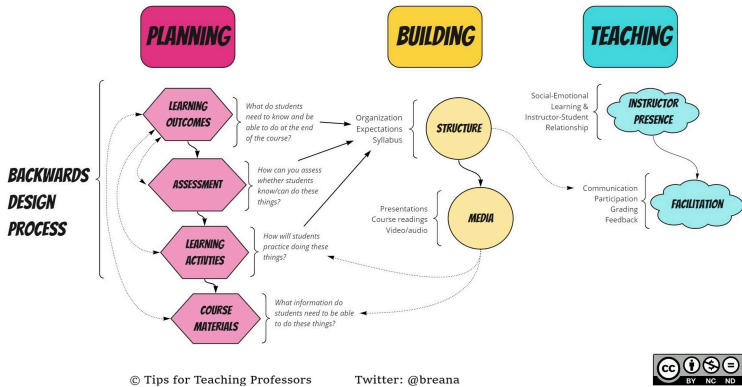 PLANNING
BUILDING
TEACHING
BACKWARDS
DESIGN
PROCESS
LEARNING
OUTCOMES
What do students
need to know and be
able to do at the end
of the course?
ASSESSMENT
How can you assess
whether students
know/can do these
things?
LEARNING
ACTIVTIES
How will students
practice doing these
things?
COURSE
MATERIALS
What information do
students need to be able
to do these things?
Organization
Expectations
Syllabus
STRUCTURE
Presentations
Course readings
Video/audio
MEDIA
Social-Emotional
Learning &
Instructor-Student
Relationship
INSTRUCTOR
PRESENCE
Communication
Participation
Grading
Feedback
FACILITATION
© Tips for Teaching Professors
Twitter: @breana
cc
BY NC ND